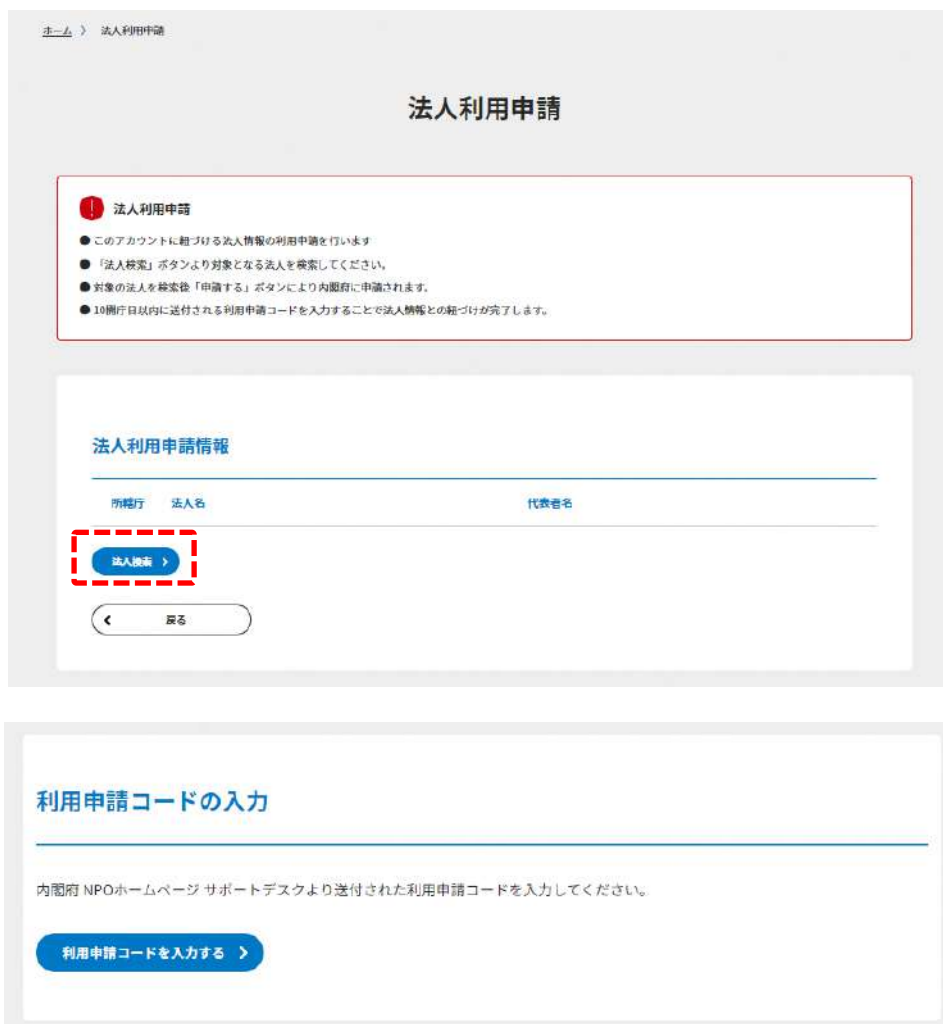 ホーム 〉 法人利用申請
法人利用申請
法人利用申請
● このアカウントに紐づける法人情報の利用申請を行います
● 「法人検索」ボタンより対象となる法人を検索してください。
● 対象の法人を検索後「申請する」ボタンにより内閣府に申請されます。
● 10開庁日以内に送付される利用申請コードを入力することで法人情報との紐づけが完了します。
法人利用申請情報
所轄庁 法人名 代表者名
法人検索
戻る
利用申請コードの入力
内閣府 NPOホームページ サポートデスクより送付された利用申請コードを入力してください。
利用申請コードを入力する